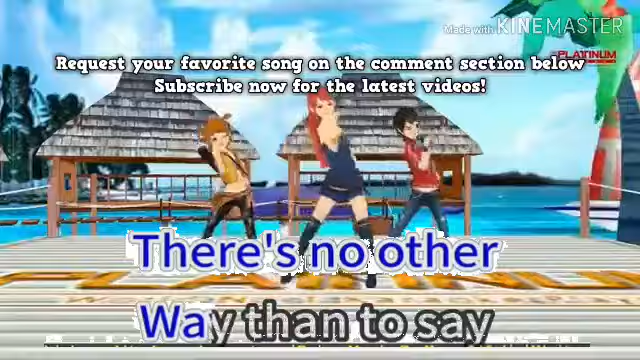 Made with KINEMASTER
PLATINUM
Request your favorite song on the comment section below
Subscribe now for the latest videos!
There's no other
Way than to say